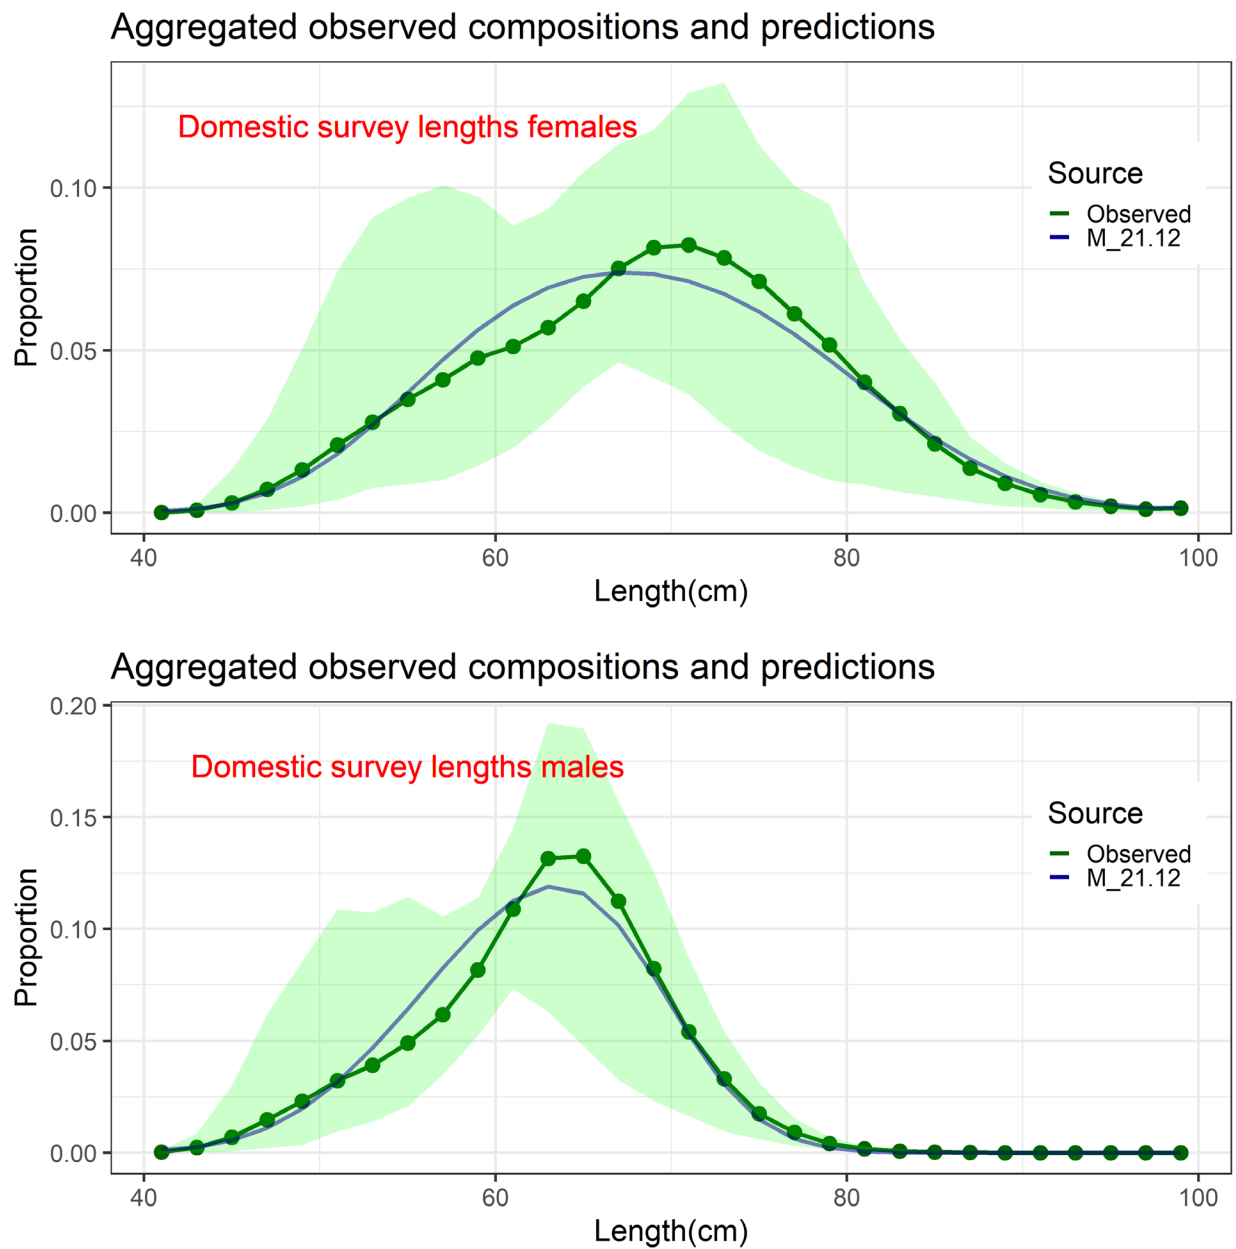 Aggregated observed compositions and predictions
Domestic survey lengths females
Source
Observed
M_21.12
Proportion
0.10
0.05
0.00
40 60 80 100
Length(cm)
Aggregated observed compositions and predictions
Domestic survey lengths males
Source
Observed
M_21.12
Proportion
0.20
0.15
0.10
0.05
0.00
40 60 80 100
Length(cm)